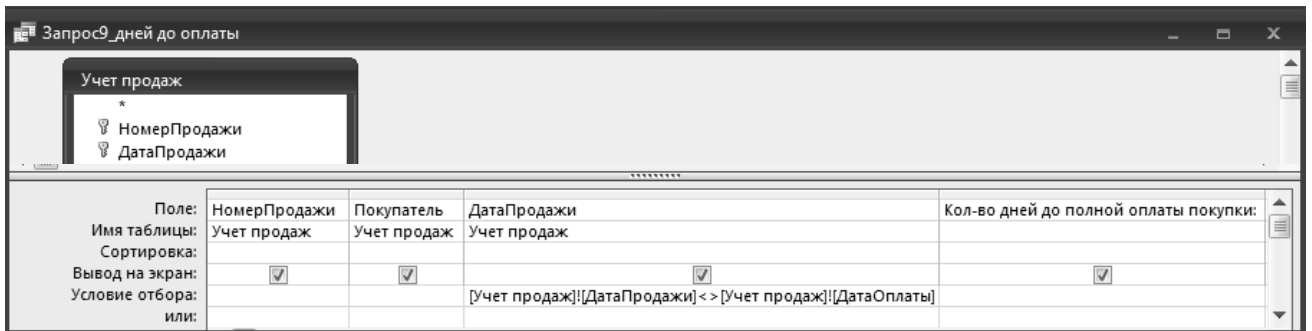 Запрос9_дней до оплаты
Учет продаж
*
НомерПродажи
ДатаПродажи
Поле: НомерПродажи Покупатель ДатаПродажи Кол-во дней до полной оплаты покупки:
Имя таблицы: Учет продаж Учет продаж Учет продаж
Сортировка:
Вывод на экран:
Условие отбора: [Учет продаж]![ДатаПродажи]<>[Учет продаж]![ДатаОплаты]
или: